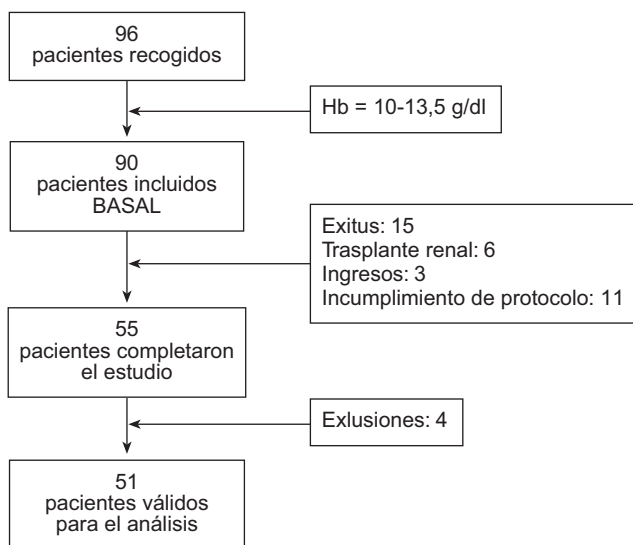 96
pacientes recogidos
Hb = 10-13,5 g/dl
90
pacientes incluidos
BASAL
Exitus: 15
Trasplante renal: 6
Ingresos: 3
Incumplimiento de protocolo: 11
55
pacientes completaron
el estudio
Exlusiones: 4
51
pacientes válidos
para el análisis